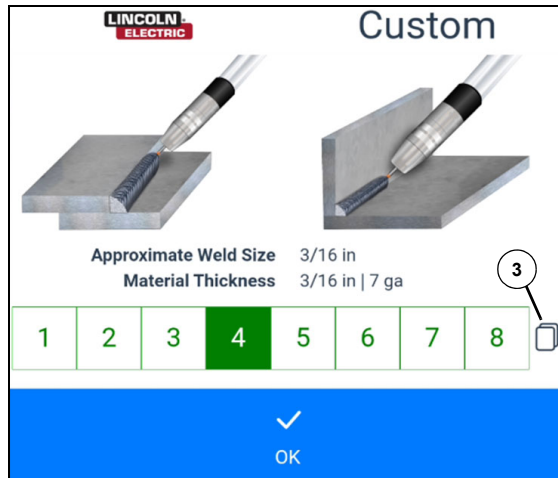 LINCOLN
ELECTRIC
Custom
Approximate Weld Size 3/16 in
Material Thickness 3/16 in | 7 ga
3
1 2 3 4 5 6 7 8
OK